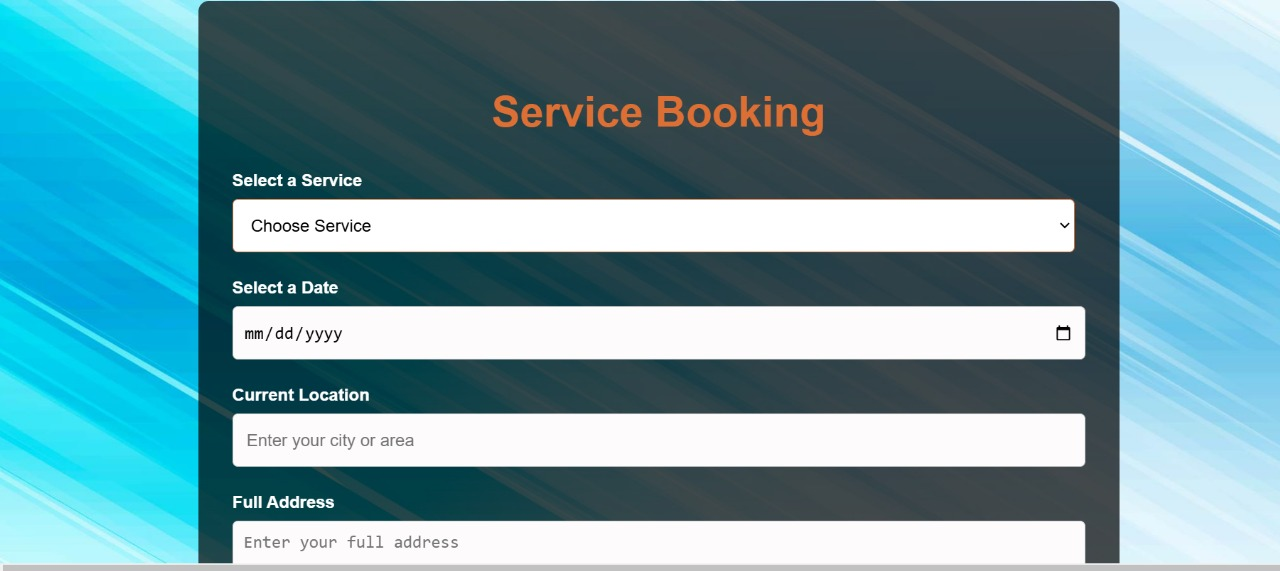 Service Booking
Select a Service
Choose Service
Select a Date
mm/dd/yyyy
Current Location
Enter your city or area
Full Address
Enter your full address